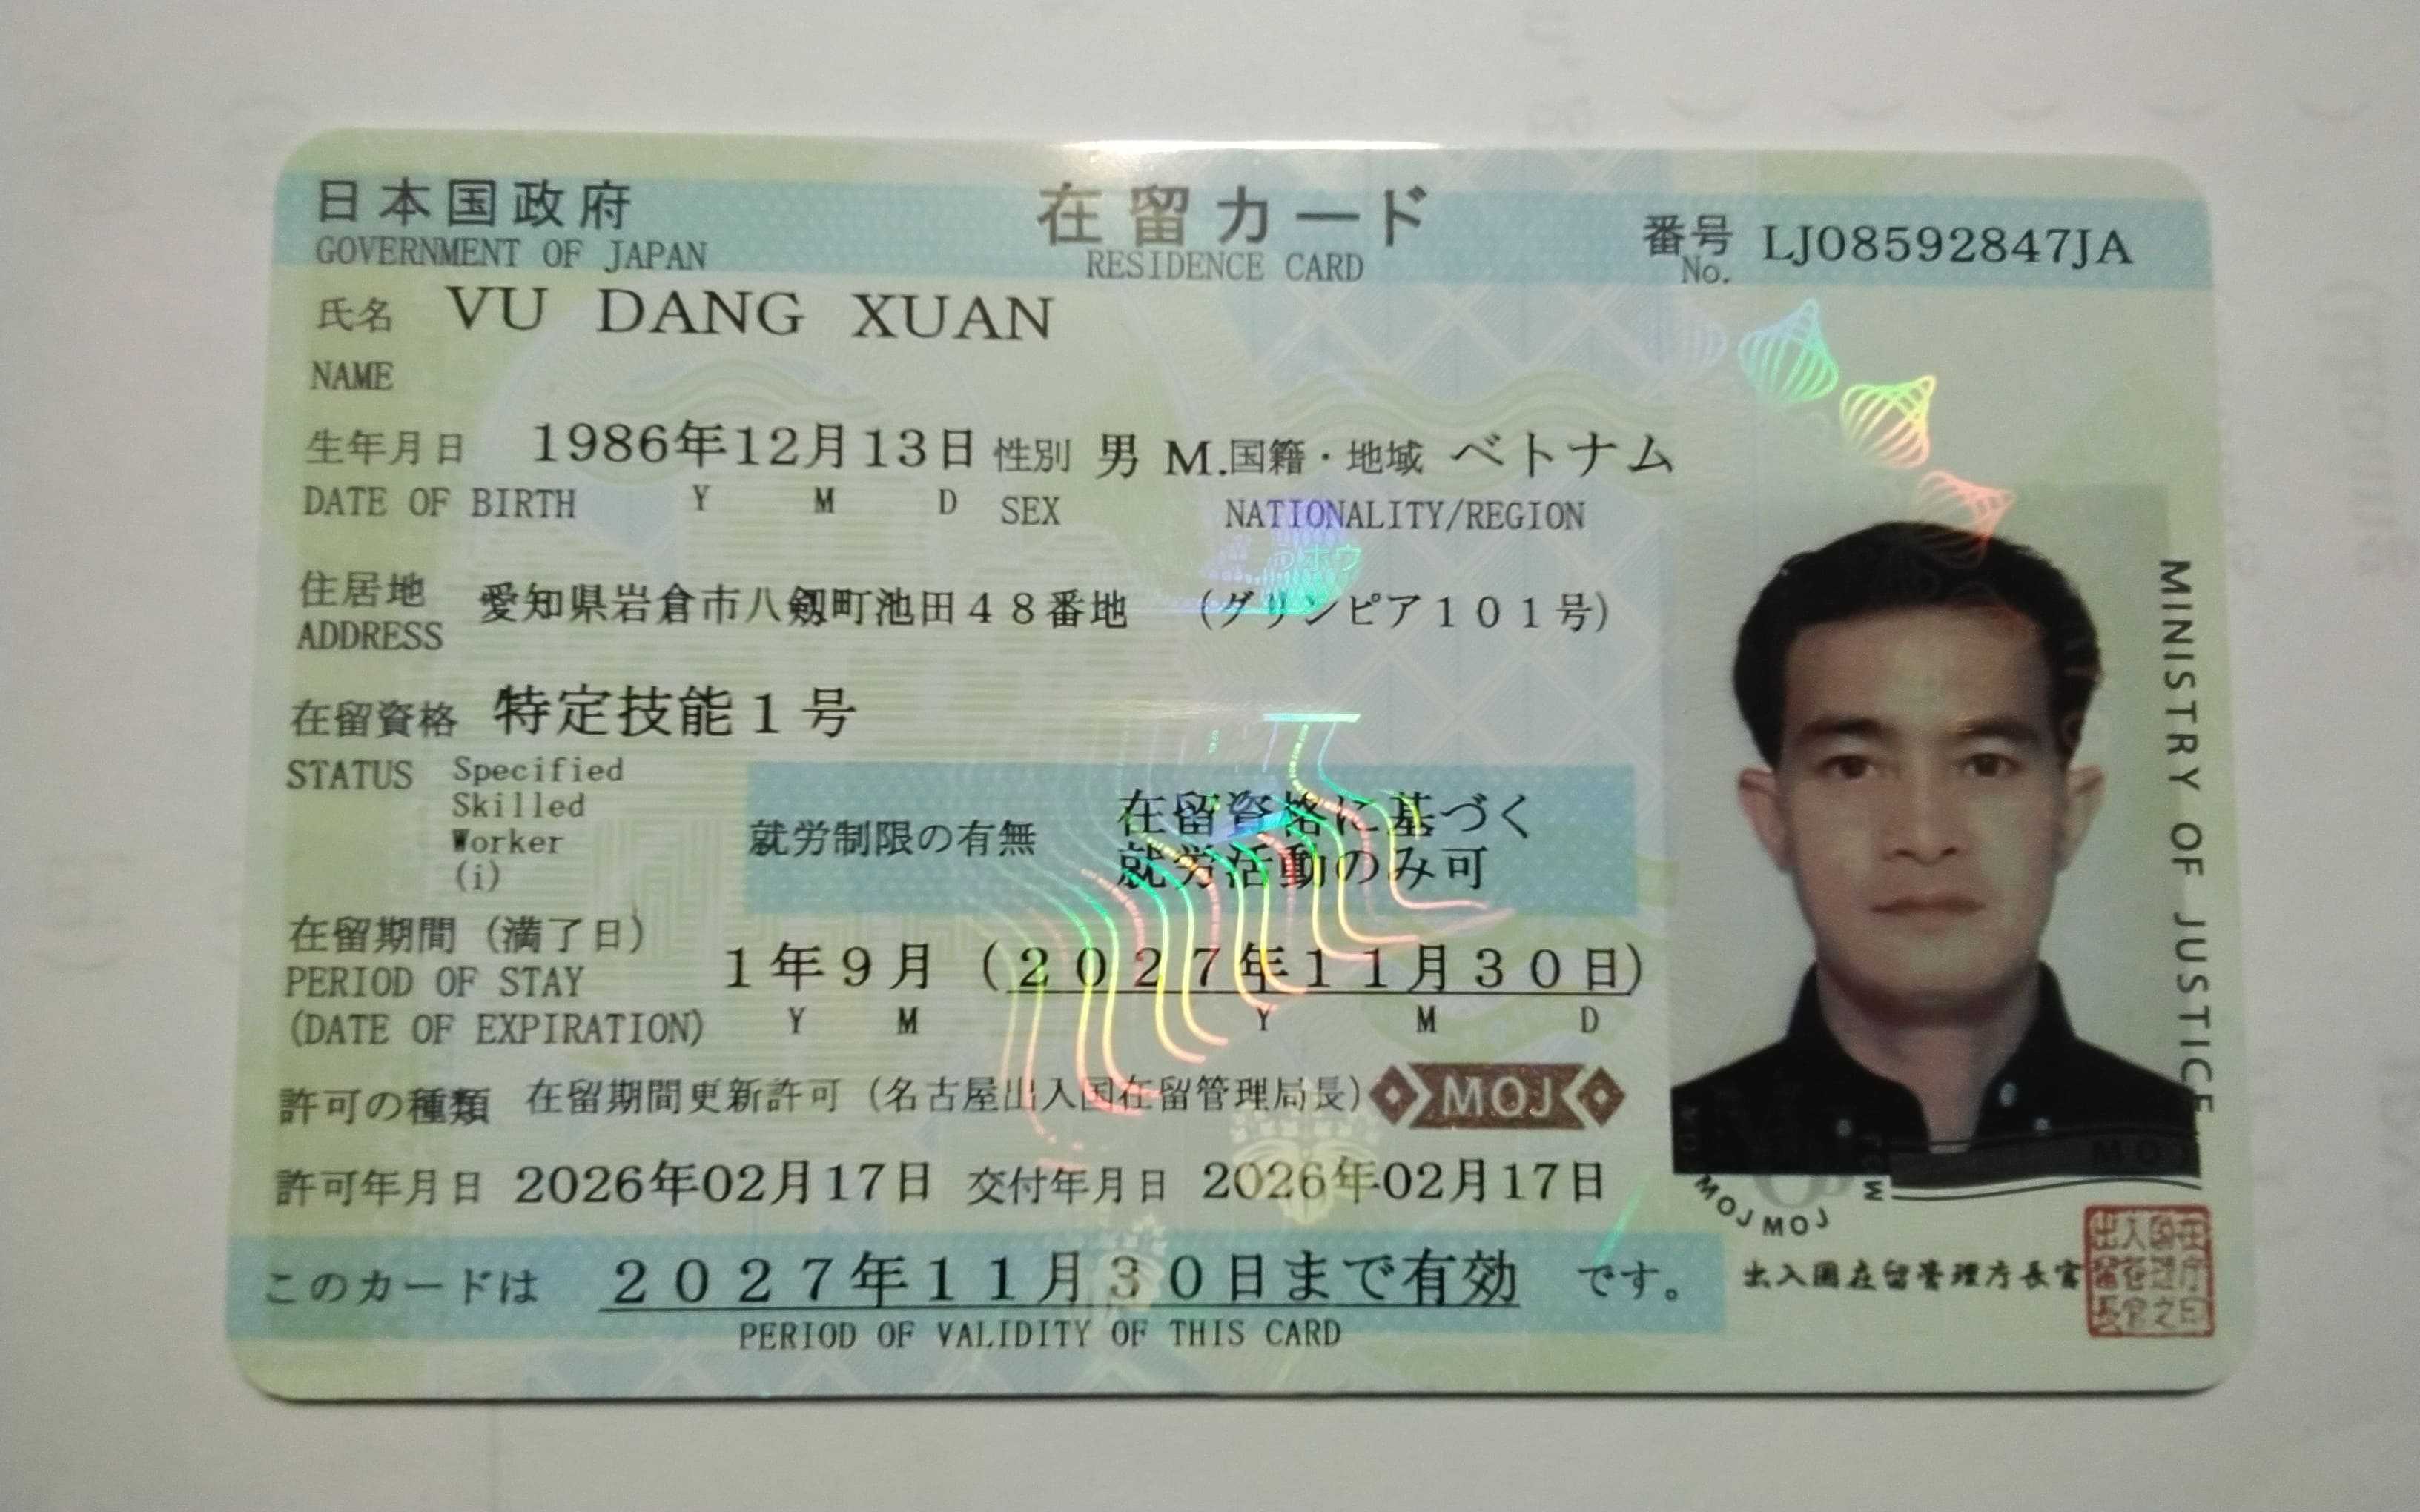 日本国政府 在留カード 番号 LJ08592847JA
GOVERNMENT OF JAPAN RESIDENCE CARD No.
氏名 VU DANG XUAN
NAME
生年月日 1986年12月13日 性別 男 M. 国籍・地域 ベトナム
DATE OF BIRTH Y M D SEX NATIONALITY/REGION
住居地 愛知県岩倉市八剱町池田48番地 (グリンピア101号)
ADDRESS
在留資格 特定技能1号
STATUS Specified
Skilled
Worker
(i)
就労制限の有無 在留資格に基づく
就労活動のみ可
在留期間(満了日) 1年9月 (2027年11月30日)
PERIOD OF STAY
(DATE OF EXPIRATION) Y M Y M D
許可の種類 在留期間更新許可(名古屋出入国在留管理局長) MOJ
許可年月日 2026年02月17日 交付年月日 2026年02月17日
このカードは 2027年11月30日まで有効 です。
PERIOD OF VALIDITY OF THIS CARD
MINISTRY OF JUSTICE
MOJ
MOJ MOJ
出入国在留管理庁長官